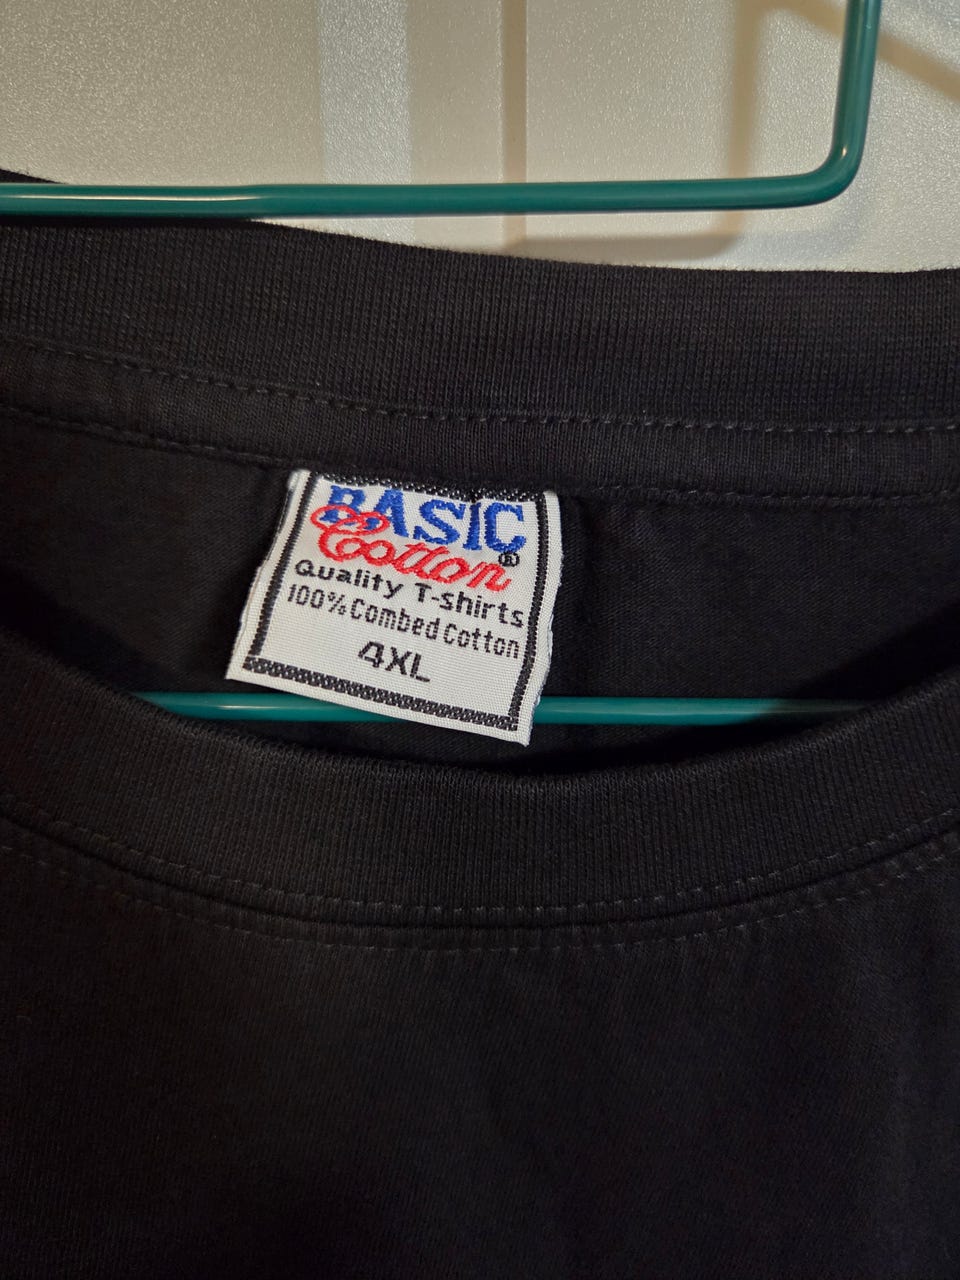 BASIC
Cotton®
Quality T-Shirts
100% Combed Cotton
4XL